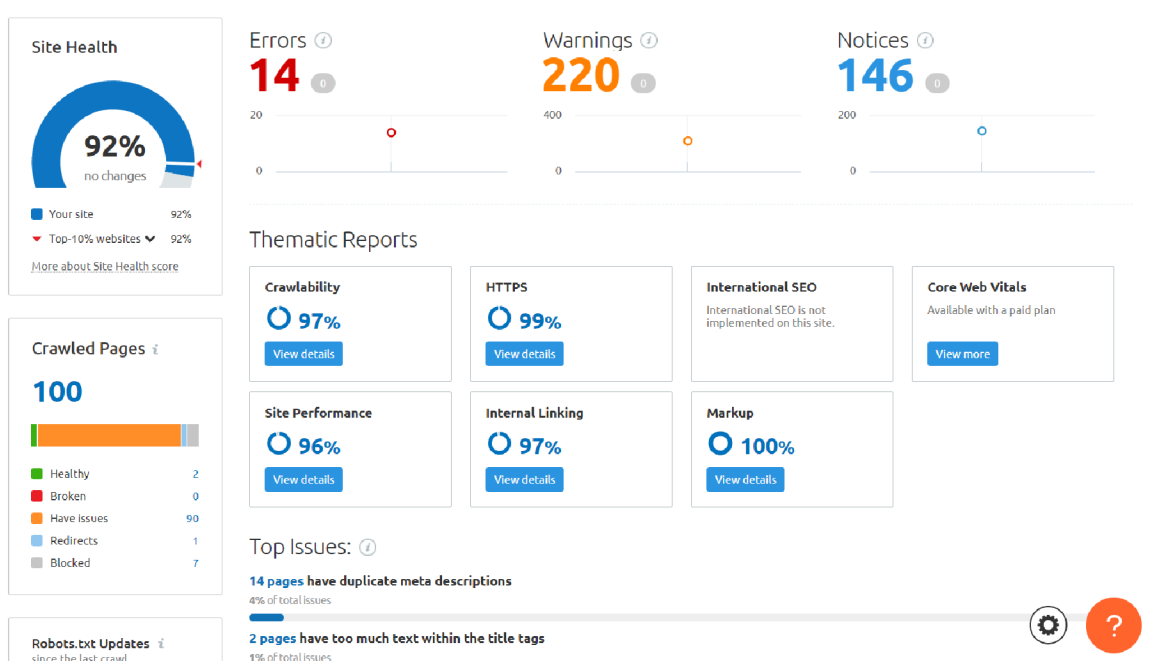 Site Health
92%
no changes
Your site 92%
Top-10% websites 92%
More about Site Health score
Crawled Pages i
100
Healthy 2
Broken 0
Have issues 90
Redirects 1
Blocked 7
Robots.txt Updates i
since the last crawl
Errors i
14 0
20
0
Warnings i
220 0
400
0
Notices i
146 0
200
0
Thematic Reports
Crawlability
97%
View details
HTTPS
99%
View details
International SEO
International SEO is not
implemented on this site.
Core Web Vitals
Available with a paid plan
View more
Site Performance
96%
View details
Internal Linking
97%
View details
Markup
100%
View details
Top Issues: i
14 pages have duplicate meta descriptions
4% of total issues
2 pages have too much text within the title tags
1% of total issues
?